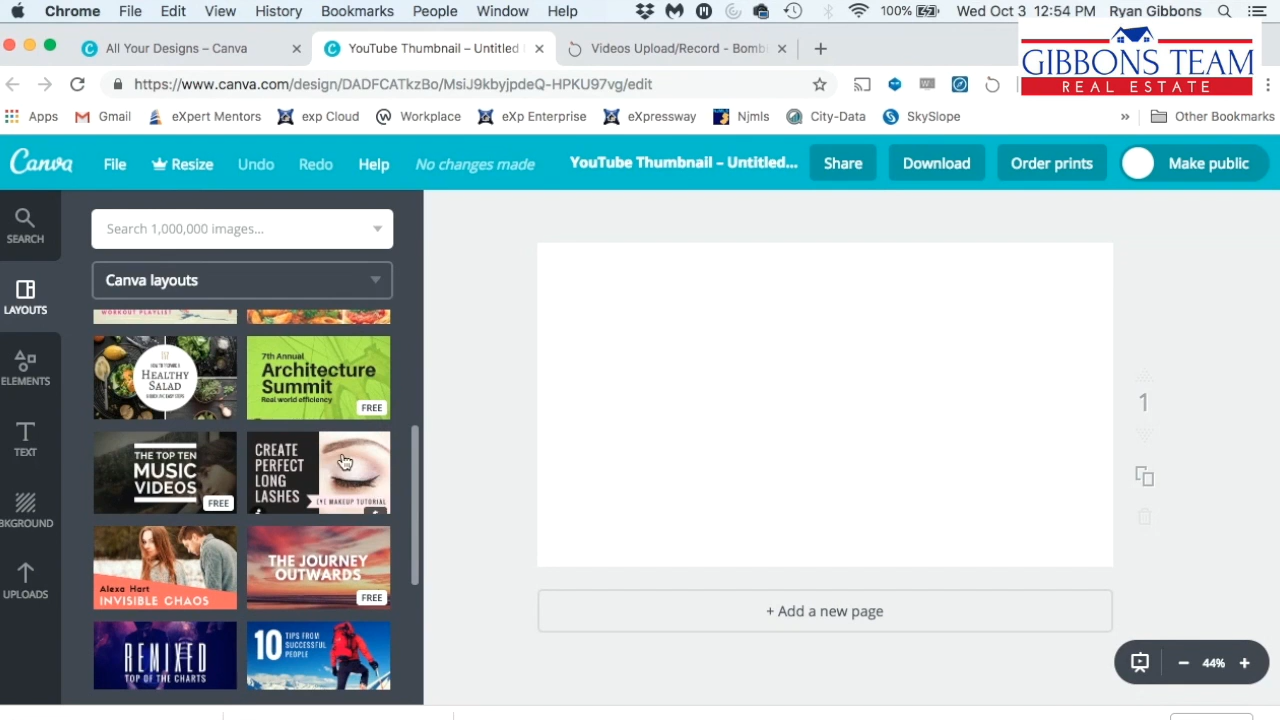 Chrome File Edit View History Bookmarks People Window Help 100% Wed Oct 3 12:54 PM Ryan Gibbons
All Your Designs – Canva YouTube Thumbnail – Untitled Videos Upload/Record - Bomb
GIBBONS TEAM
REAL ESTATE
https://www.canva.com/design/DADFCATkzBo/MsiJ9kbyjpdeQ-HPKU97vg/edit
Apps Gmail eXpert Mentors exp Cloud Workplace eXp Enterprise eXpressway Njmls City-Data SkySlope » Other Bookmarks
Canva File Resize Undo Redo Help No changes made YouTube Thumbnail – Untitled... Share Download Order prints Make public
SEARCH
LAYOUTS
ELEMENTS
TEXT
BKGROUND
UPLOADS
Search 1,000,000 images...
Canva layouts
WORKOUT PLAYLIST
HEALTHY
SALAD
7th Annual
Architecture
Summit
Real world efficiency
FREE
THE TOP TEN
MUSIC
VIDEOS
FREE
CREATE
PERFECT
LONG
LASHES
EYE MAKEUP TUTORIAL
Alexa Hart
INVISIBLE CHAOS
THE JOURNEY
OUTWARDS
FREE
REMIXED
TOP OF THE CHARTS
10 TIPS FROM
SUCCESSFUL
PEOPLE
1
+ Add a new page
44%